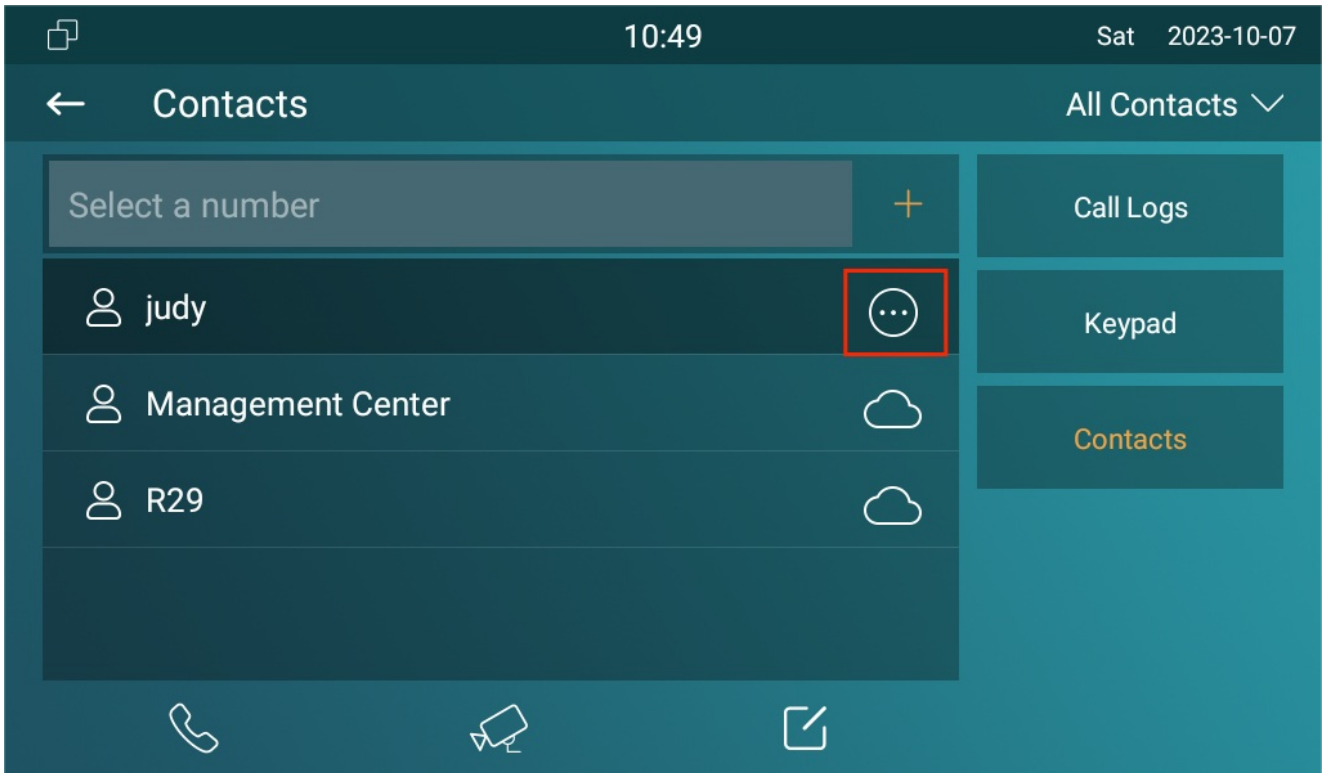 10:49
Sat 2023-10-07
Contacts
All Contacts
Select a number
+
Call Logs
judy
Keypad
Management Center
Contacts
R29